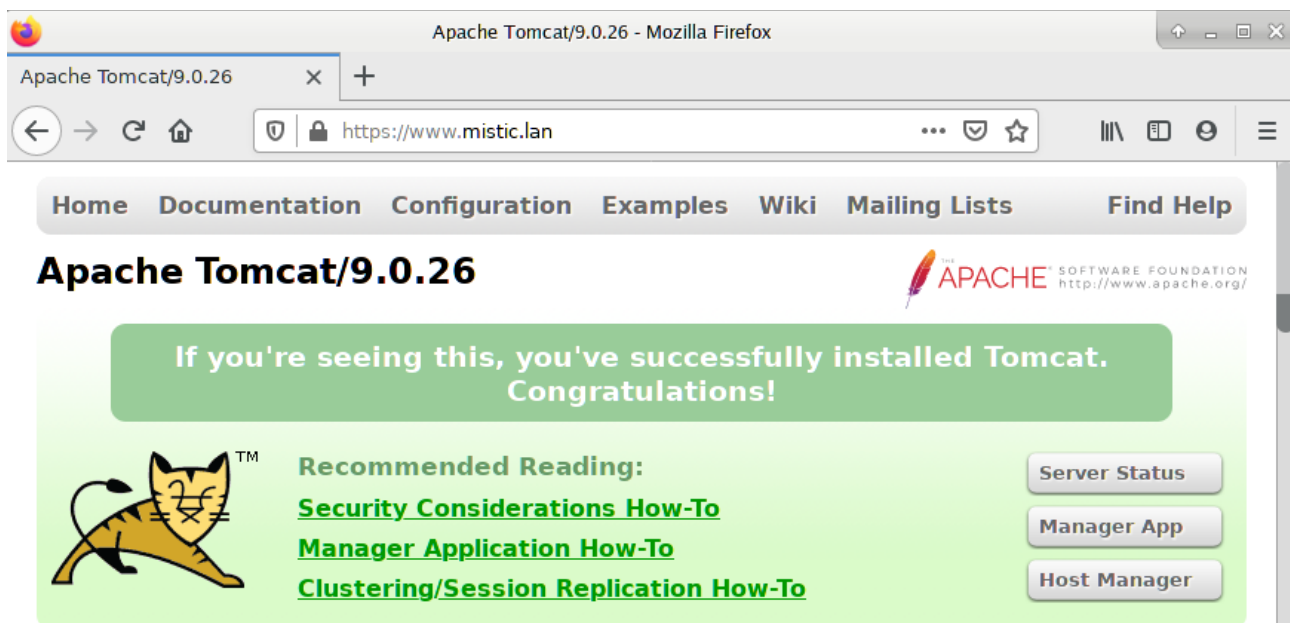 Apache Tomcat/9.0.26 - Mozilla Firefox
Apache Tomcat/9.0.26
https://www.mistic.lan
Home Documentation Configuration Examples Wiki Mailing Lists Find Help
Apache Tomcat/9.0.26
THE APACHE SOFTWARE FOUNDATION
http://www.apache.org/
If you're seeing this, you've successfully installed Tomcat.
Congratulations!
TM
Recommended Reading:
Security Considerations How-To
Manager Application How-To
Clustering/Session Replication How-To
Server Status
Manager App
Host Manager